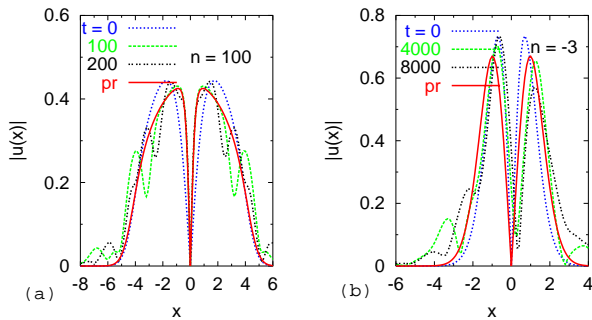 t = 0
100
200
pr
n = 100
|u(x)|
0.6
0.4
0.2
0
-8 -6 -4 -2 0 2 4 6
x
(a)
t = 0
4000
8000
pr
n = -3
|u(x)|
0.8
0.6
0.4
0.2
0
-6 -4 -2 0 2 4
x
(b)